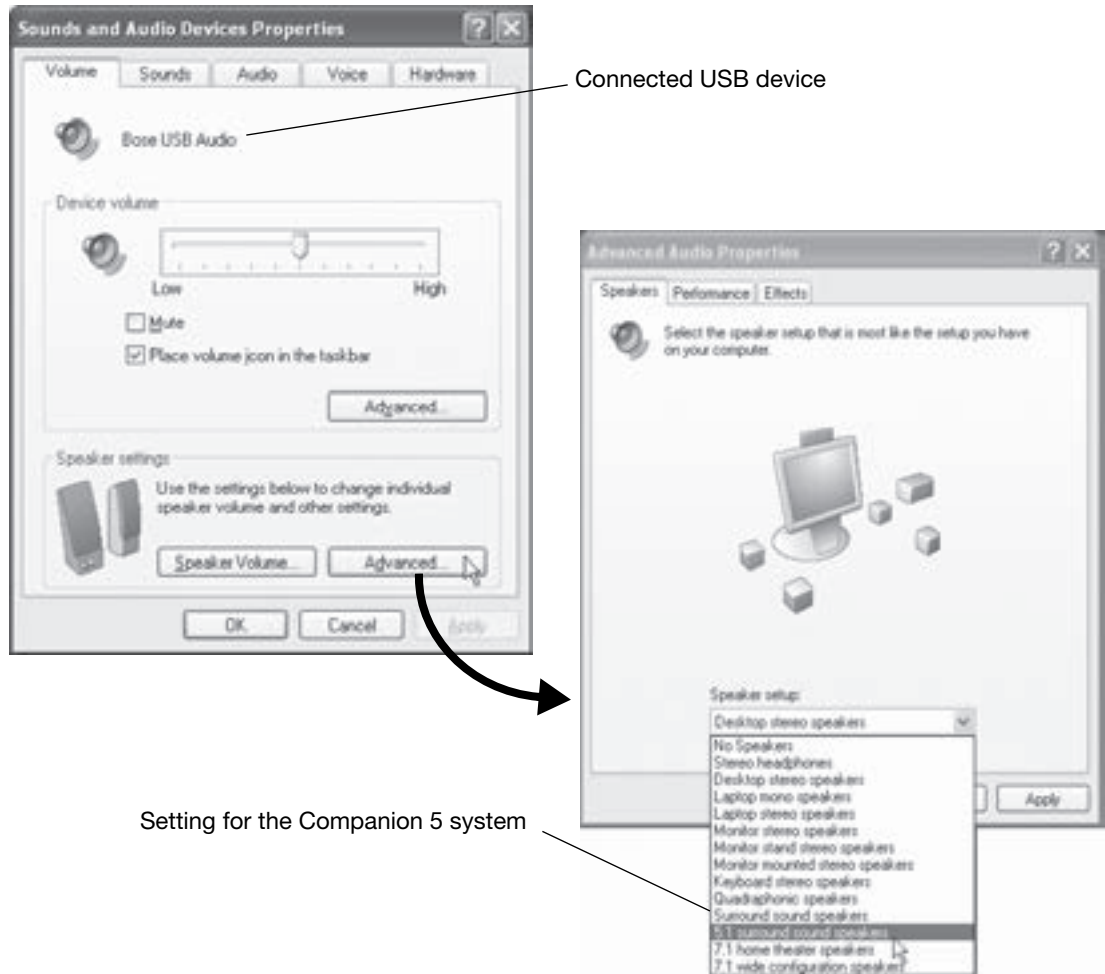 Sounds and Audio Devices Properties
Volume
Sounds
Audio
Voice
Hardware
Connected USB device
Bose USB Audio
Device volume
Low
High
Mute
Place volume icon in the taskbar
Advanced...
Speaker settings
Use the settings below to change individual
speaker volume and other settings.
Speaker Volume...
Advanced...
OK
Cancel
Apply
Advanced Audio Properties
Speakers
Performance
Effects
Select the speaker setup that is most like the setup you have
on your computer.
Speaker setup:
Desktop stereo speakers
No Speakers
Stereo headphones
Desktop stereo speakers
Laptop mono speakers
Laptop stereo speakers
Monitor stereo speakers
Monitor stand stereo speakers
Monitor mounted stereo speakers
Keyboard stereo speakers
Quadraphonic speakers
Surround sound speakers
5.1 surround sound speakers
7.1 home theater speakers
7.1 wide configuration speakers
Apply
Setting for the Companion 5 system